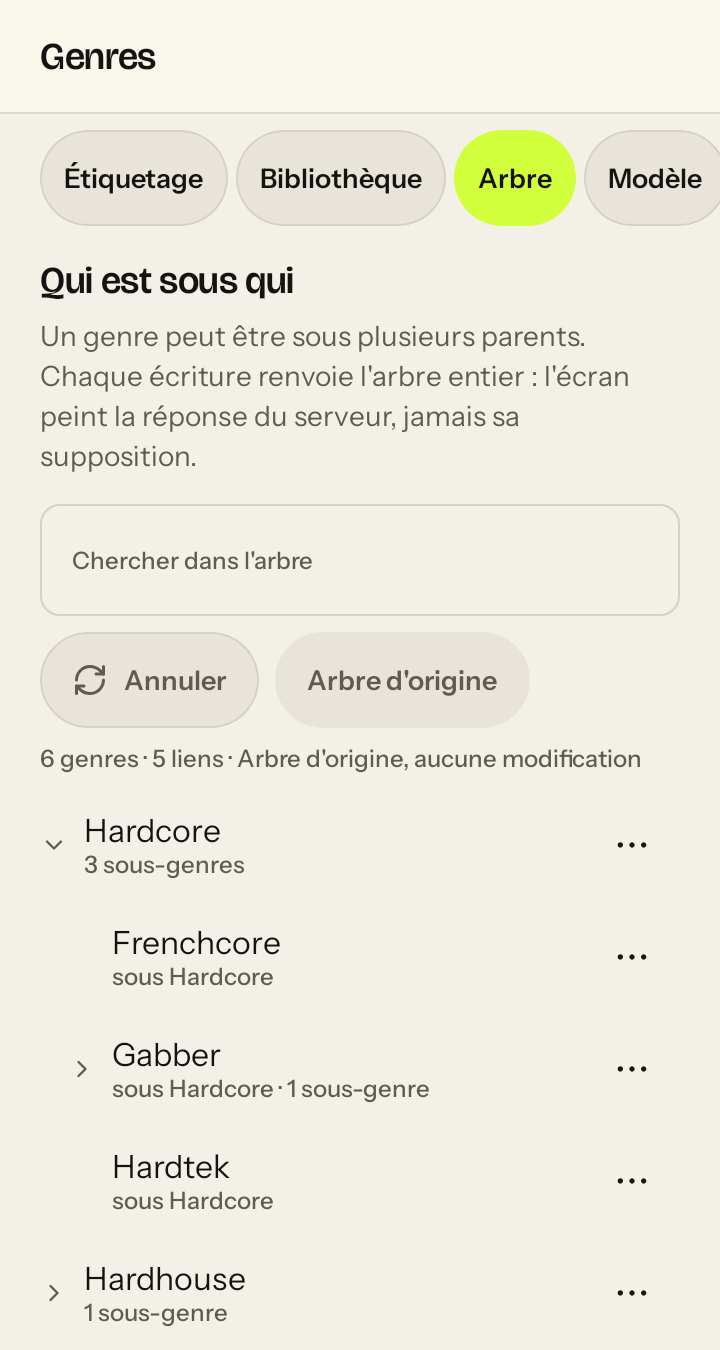 Genres
Étiquetage
Bibliothèque
Arbre
Modèle
Qui est sous qui
Un genre peut être sous plusieurs parents.
Chaque écriture renvoie l'arbre entier : l'écran
peint la réponse du serveur, jamais sa
supposition.
Chercher dans l'arbre
Annuler
Arbre d'origine
6 genres · 5 liens · Arbre d'origine, aucune modification
Hardcore
3 sous-genres
Frenchcore
sous Hardcore
Gabber
sous Hardcore · 1 sous-genre
Hardtek
sous Hardcore
Hardhouse
1 sous-genre